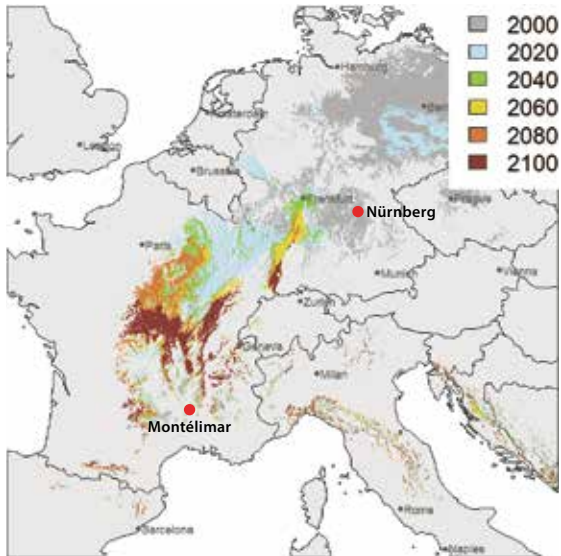 2000
2020
2040
2060
2080
2100
Hamburg
Amsterdam
London
Brussels
Frankfurt
Nürnberg
Prague
Paris
Munich
Vienna
Zurich
Geneva
Milan
Montélimar
Barcelona
Rome
Naples